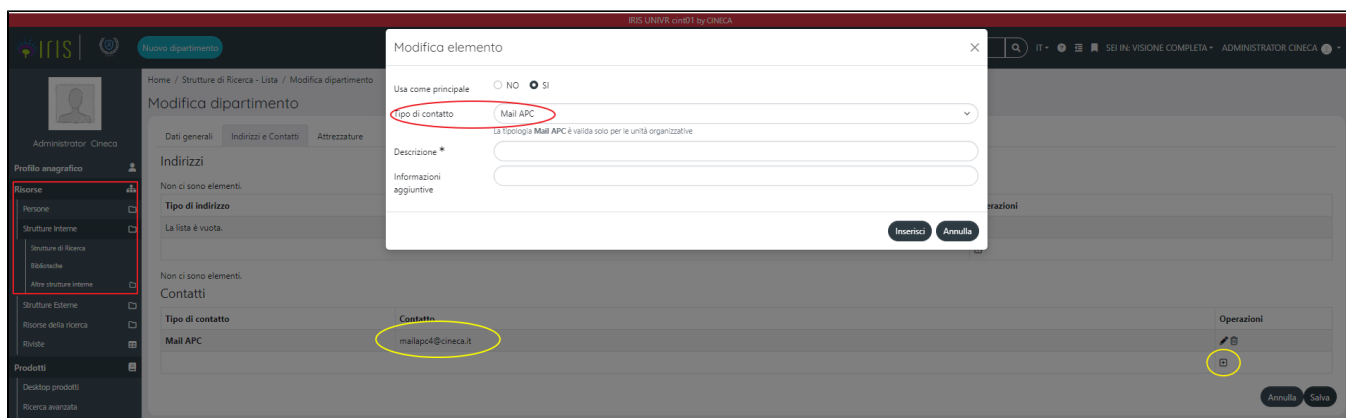 IRIS UNIVR cint01 by CINECA
IRIS
Nuovo dipartimento
IT
SEI IN: VISIONE COMPLETA
ADMINISTRATOR CINECA
Administrator Cineca
Profilo anagrafico
Risorse
Persone
Strutture Interne
Strutture di Ricerca
Biblioteche
Altre strutture interne
Strutture Esterne
Risorse della ricerca
Riviste
Prodotti
Desktop prodotti
Ricerca avanzata
Home / Strutture di Ricerca - Lista / Modifica dipartimento
Modifica dipartimento
Dati generali Indirizzi e Contatti Attrezzature
Indirizzi
Non ci sono elementi.
Tipo di indirizzo
La lista è vuota.
Non ci sono elementi.
Contatti
Tipo di contatto Contatto Operazioni
Mail APC mailapc4@cineca.it
Annulla Salva
Modifica elemento
Usa come principale NO SI
Tipo di contatto Mail APC
La tipologia Mail APC è valida solo per le unità organizzative
Descrizione *
Informazioni
aggiuntive
Inserisci Annulla